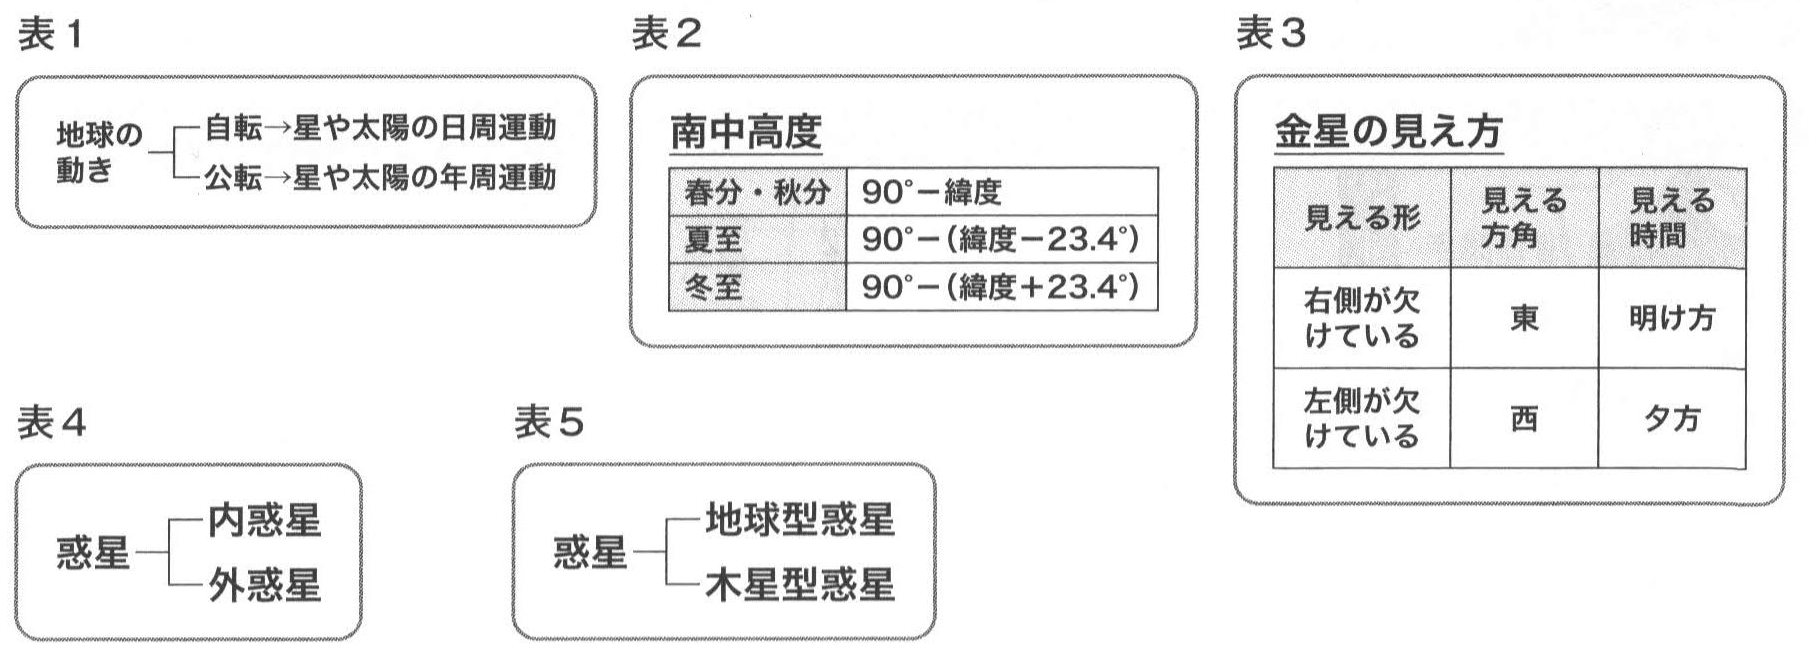 表1
地球の
動き
自転→星や太陽の日周運動
公転→星や太陽の年周運動
表2
南中高度
春分・秋分 90°−緯度
夏至 90°−(緯度−23.4°)
冬至 90°−(緯度+23.4°)
表3
金星の見え方
見える形 見える
方角 見える
時間
右側が欠
けている 東 明け方
左側が欠
けている 西 夕方
表4
惑星
内惑星
外惑星
表5
惑星
地球型惑星
木星型惑星